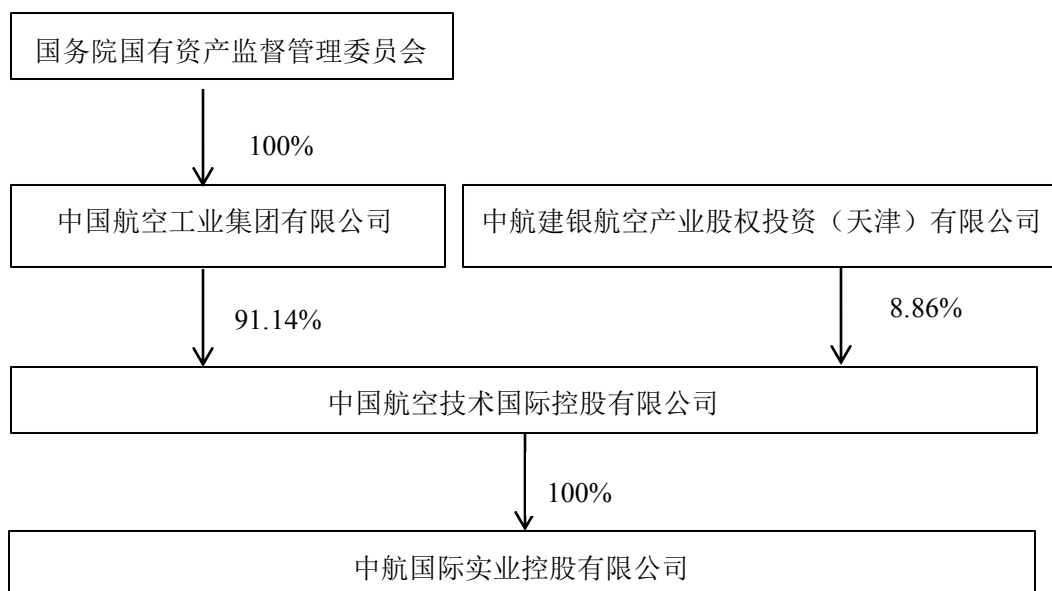 国务院国有资产监督管理委员会
100%
中国航空工业集团有限公司
中航建银航空产业股权投资（天津）有限公司
91.14%
8.86%
中国航空技术国际控股有限公司
100%
中航国际实业控股有限公司